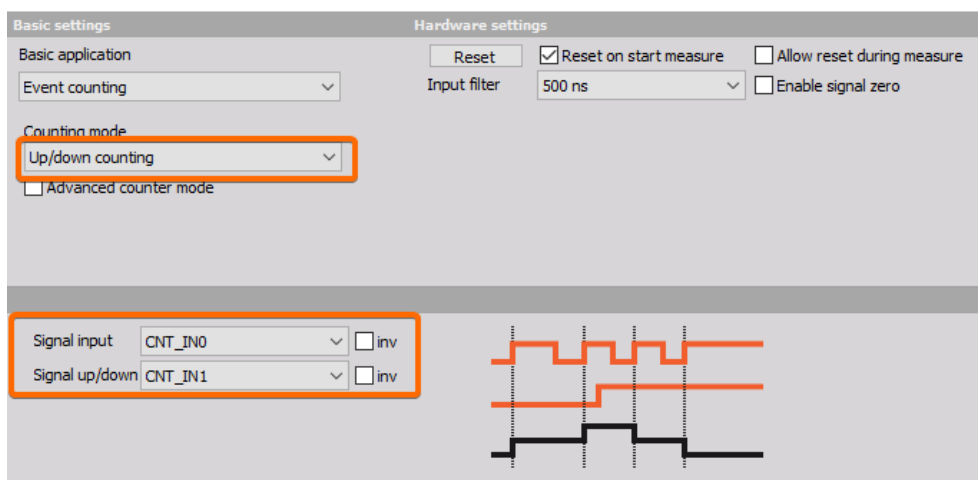 Basic settings
Hardware settings
Basic application
Reset
Reset on start measure
Allow reset during measure
Event counting
Input filter
500 ns
Enable signal zero
Counting mode
Up/down counting
Advanced counter mode
Signal input
CNT_IN0
inv
Signal up/down
CNT_IN1
inv